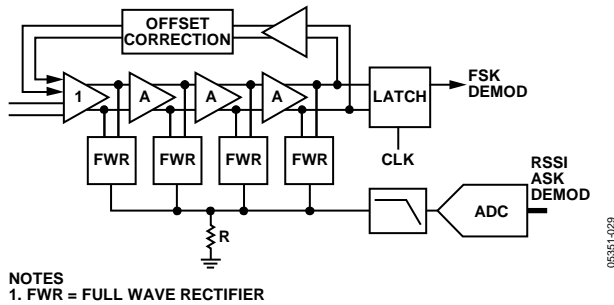 OFFSET
CORRECTION
1
A
A
A
LATCH
FSK
DEMOD
CLK
FWR
FWR
FWR
FWR
RSSI
ASK
DEMOD
ADC
R
NOTES
1. FWR = FULL WAVE RECTIFIER
05351-029